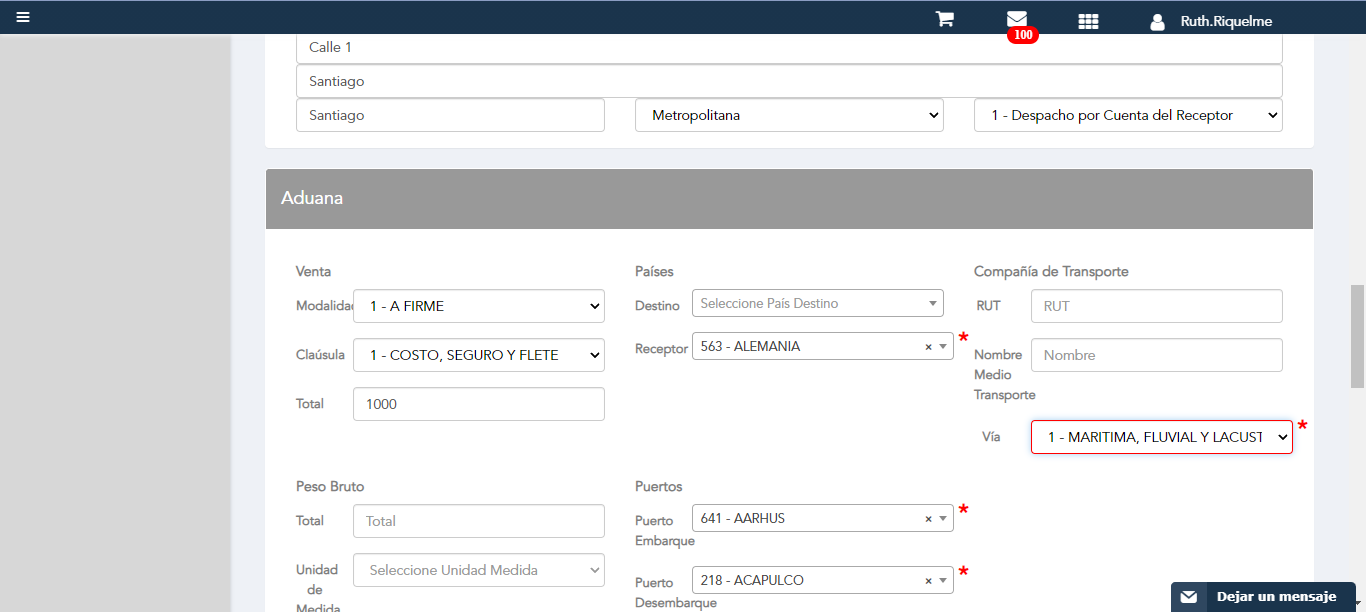 Ruth.Riquelme
100
Calle 1
Santiago
Santiago
Metropolitana
1 - Despacho por Cuenta del Receptor
Aduana
Venta
Países
Compañía de Transporte
Modalidad
1 - A FIRME
Destino
Seleccione País Destino
RUT
RUT
Claúsula
1 - COSTO, SEGURO Y FLETE
Receptor
563 - ALEMANIA
× *
Nombre
Medio
Transporte
Nombre
Total
1000
Vía
1 - MARITIMA, FLUVIAL Y LACUST
*
Peso Bruto
Puertos
Total
Total
Puerto
Embarque
641 - AARHUS
× *
Unidad
de
Medida
Seleccione Unidad Medida
Puerto
Desembarque
218 - ACAPULCO
× *
Dejar un mensaje